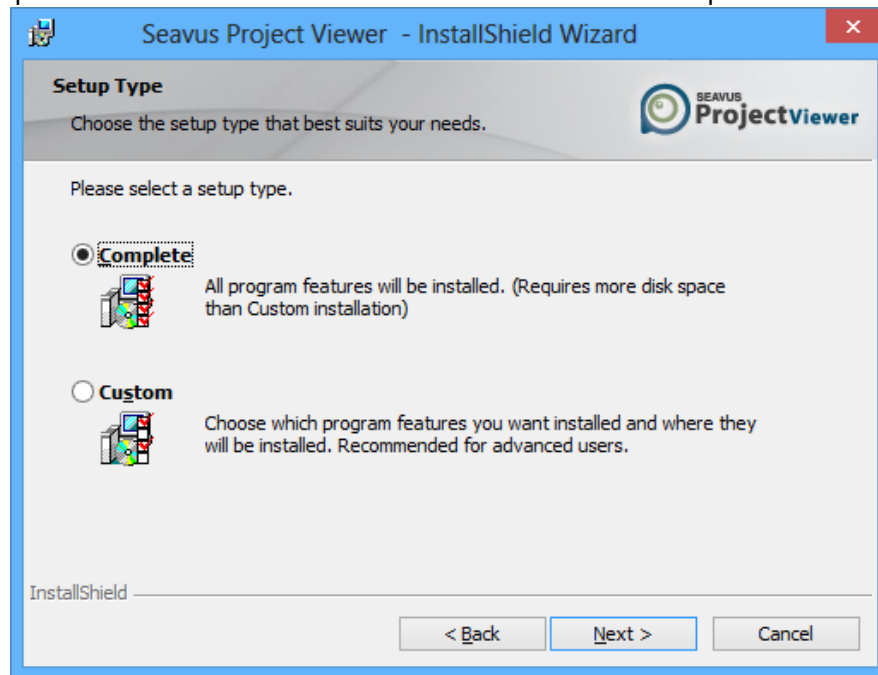 Seavus Project Viewer - InstallShield Wizard
Setup Type
Choose the setup type that best suits your needs.
SEAVUS
ProjectViewer
Please select a setup type.
Complete
All program features will be installed. (Requires more disk space
than Custom installation)
Custom
Choose which program features you want installed and where they
will be installed. Recommended for advanced users.
InstallShield
< Back
Next >
Cancel